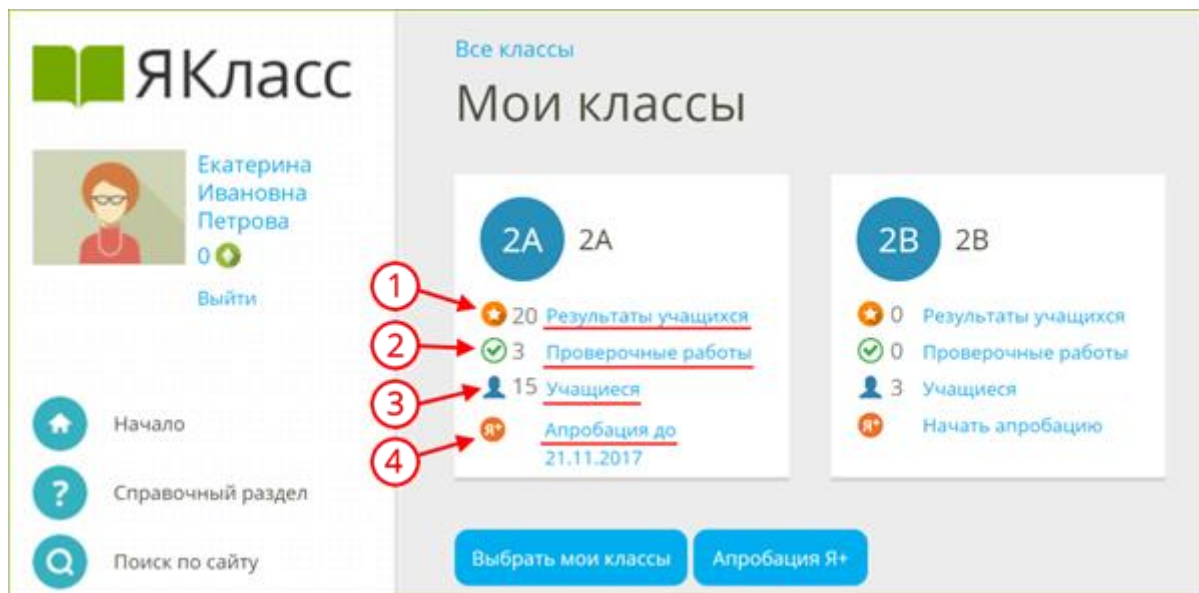 ЯКласс
Екатерина
Ивановна
Петрова
0
Выйти
Начало
?
Справочный раздел
Поиск по сайту
Все классы
Мои классы
2А 2А
1
20 Результаты учащихся
2
3 Проверочные работы
3
15 Учащиеся
4
Я+ Апробация до
21.11.2017
2В 2В
0 Результаты учащихся
0 Проверочные работы
3 Учащиеся
Я+ Начать апробацию
Выбрать мои классы
Апробация Я+